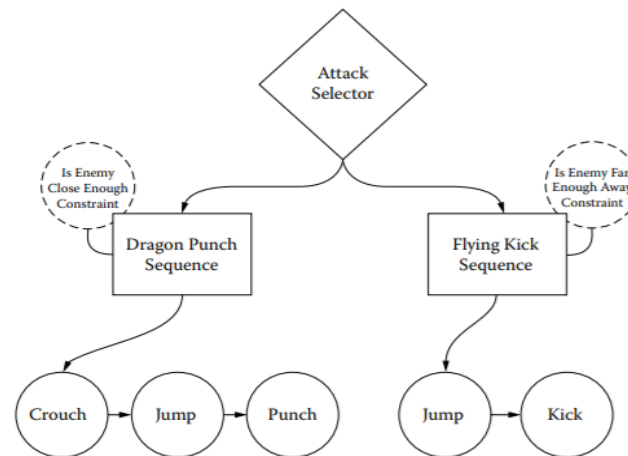 Attack
Selector
Is Enemy
Close Enough
Constraint
Is Enemy Far
Enough Away
Constraint
Dragon Punch
Sequence
Flying Kick
Sequence
Crouch
Jump
Punch
Jump
Kick